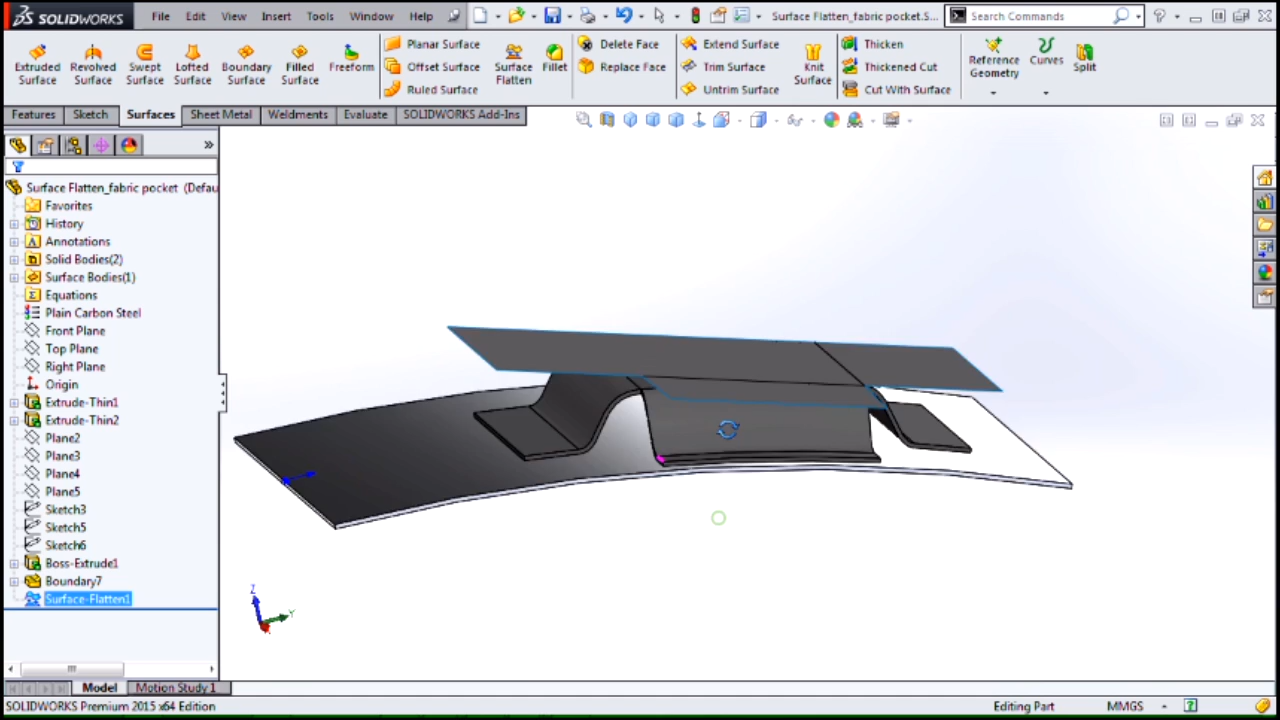 SOLIDWORKS File Edit View Insert Tools Window Help Surface Flatten_fabric pocket.S... Search Commands
Extruded Surface
Revolved Surface
Swept Surface
Lofted Surface
Boundary Surface
Filled Surface
Freeform
Planar Surface
Offset Surface
Ruled Surface
Surface Flatten
Fillet
Delete Face
Replace Face
Extend Surface
Trim Surface
Untrim Surface
Knit Surface
Thicken
Thickened Cut
Cut With Surface
Reference Geometry
Curves
Split
Features Sketch Surfaces Sheet Metal Weldments Evaluate SOLIDWORKS Add-Ins
Surface Flatten_fabric pocket (Defau
Favorites
History
Annotations
Solid Bodies(2)
Surface Bodies(1)
Equations
Plain Carbon Steel
Front Plane
Top Plane
Right Plane
Origin
Extrude-Thin1
Extrude-Thin2
Plane2
Plane3
Plane4
Plane5
Sketch3
Sketch5
Sketch6
Boss-Extrude1
Boundary7
Surface-Flatten1
Z
Y
Model Motion Study 1
SOLIDWORKS Premium 2015 x64 Edition Editing Part MMGS